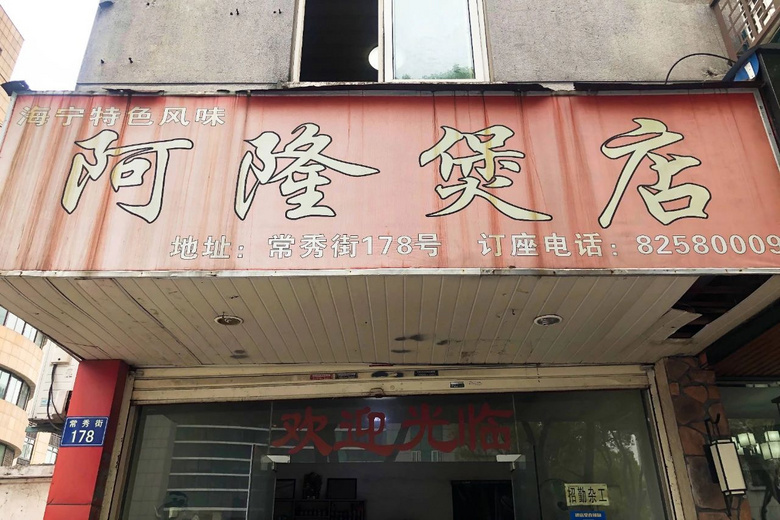 海宁特色风味
阿隆煲店
地址：常秀街178号 订座电话：82580009
常秀街
178
欢迎光临
招勤杂工